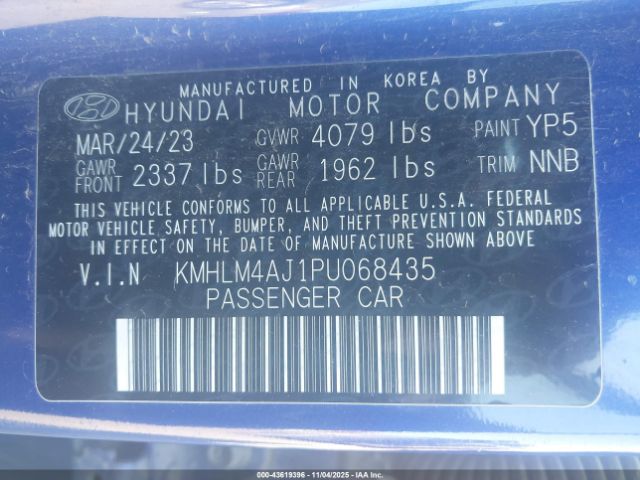 MANUFACTURED IN KOREA BY
HYUNDAI MOTOR COMPANY
MAR/24/23 GVWR 4079 lbs PAINT YP5
GAWR FRONT 2337 lbs GAWR REAR 1962 lbs TRIM NNB
THIS VEHICLE CONFORMS TO ALL APPLICABLE U.S.A. FEDERAL
MOTOR VEHICLE SAFETY, BUMPER, AND THEFT PREVENTION STANDARDS
IN EFFECT ON THE DATE OF MANUFACTURE SHOWN ABOVE
V.I.N KMHLM4AJ1PU068435
PASSENGER CAR
000-43619396 - 11/04/2025 - IAAI.COM